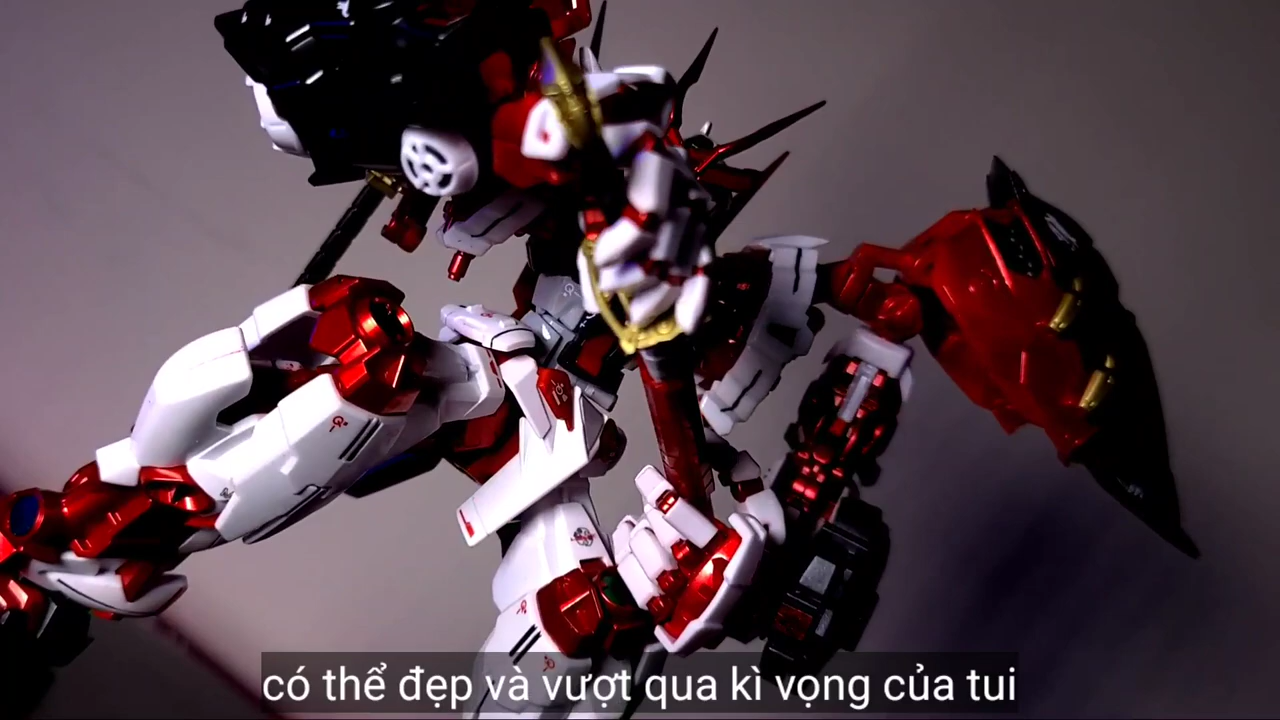 có thể đẹp và vượt qua kì vọng của tui